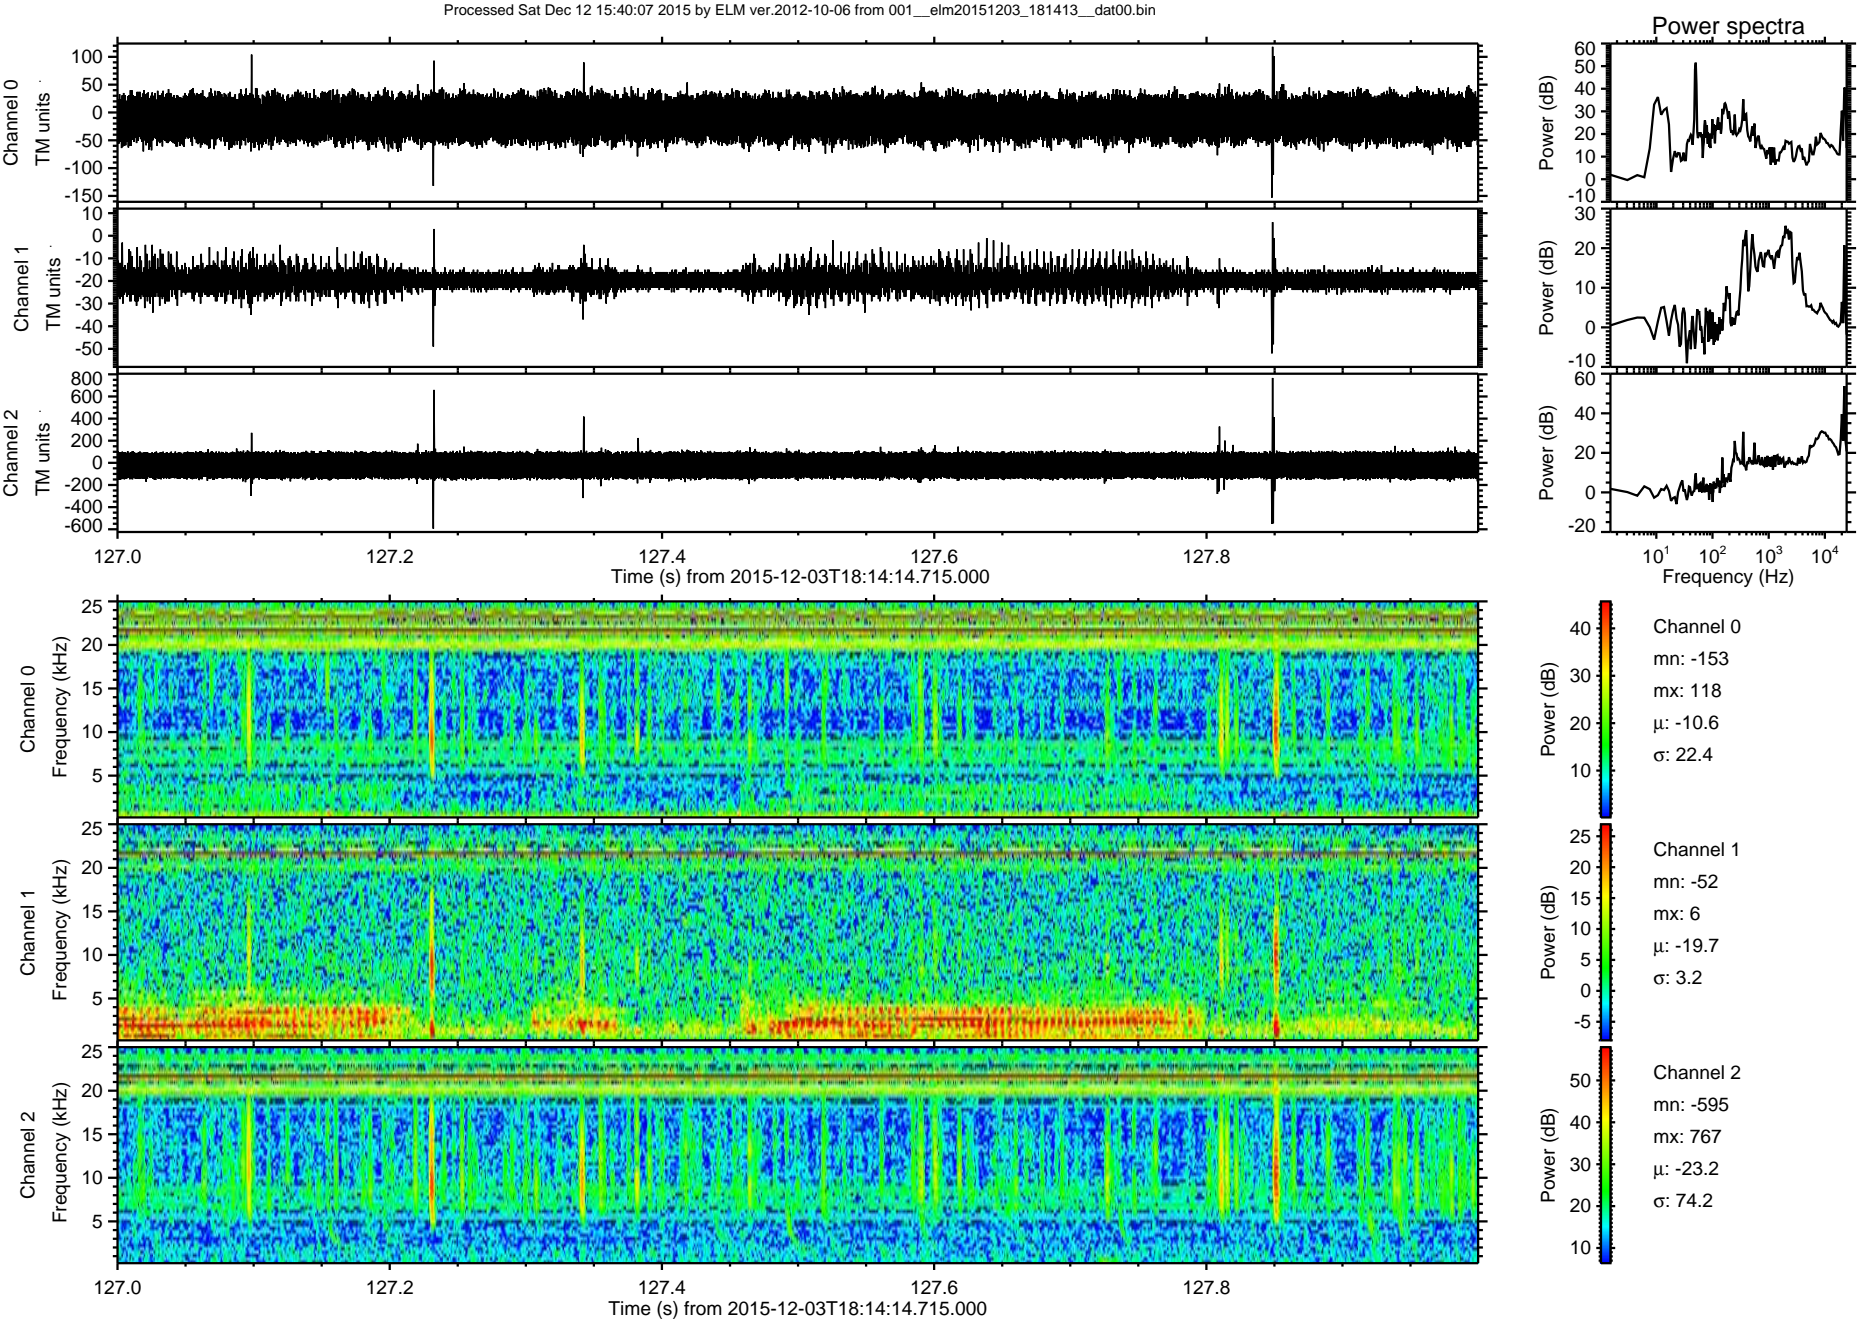 Processed Sat Dec 12 15:40:07 2015 by ELM ver.2012-10-06 from 001__elm20151203_181413__dat00.bin
Power spectra
Channel 0
TM units
100
50
0
-50
-100
-150
Power (dB)
60
50
40
30
20
10
0
-10
Channel 1
TM units
10
0
-10
-20
-30
-40
-50
Power (dB)
30
20
10
0
-10
Channel 2
TM units
800
600
400
200
0
-200
-400
-600
Power (dB)
60
40
20
0
-20
127.0 127.2 127.4 127.6 127.8
Time (s) from 2015-12-03T18:14:14.715.000
10¹ 10² 10³ 10⁴
Frequency (Hz)
Channel 0
Frequency (kHz)
25
20
15
10
5
Power (dB)
40
30
20
10
Channel 0
mn: -153
mx: 118
μ: -10.6
σ: 22.4
Channel 1
Frequency (kHz)
25
20
15
10
5
Power (dB)
25
20
15
10
5
0
-5
Channel 1
mn: -52
mx: 6
μ: -19.7
σ: 3.2
Channel 2
Frequency (kHz)
25
20
15
10
5
Power (dB)
50
40
30
20
10
Channel 2
mn: -595
mx: 767
μ: -23.2
σ: 74.2
127.0 127.2 127.4 127.6 127.8
Time (s) from 2015-12-03T18:14:14.715.000